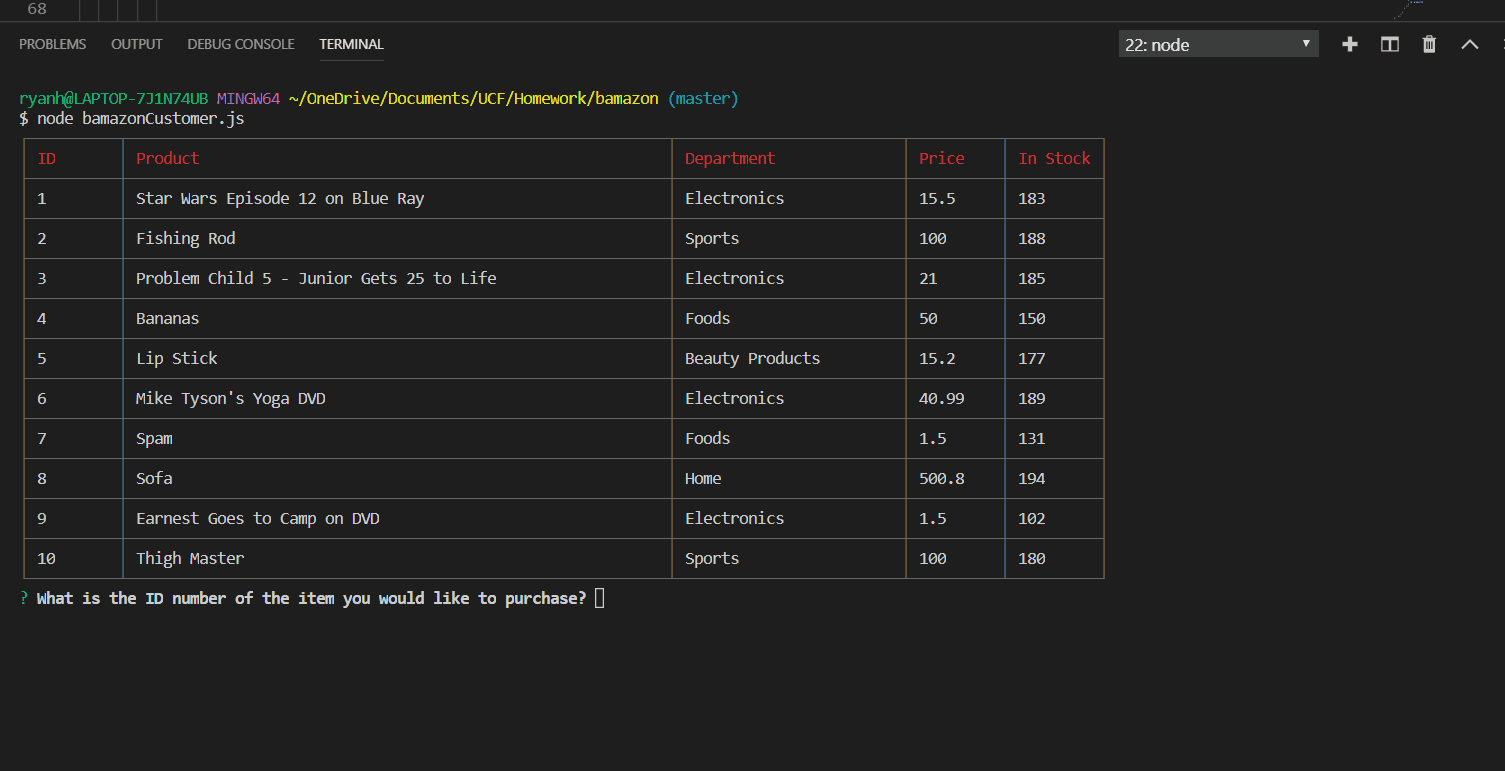 68
PROBLEMS OUTPUT DEBUG CONSOLE TERMINAL 22: node
ryanh@LAPTOP-7J1N74UB MINGW64 ~/OneDrive/Documents/UCF/Homework/bamazon (master)
$ node bamazonCustomer.js
ID Product Department Price In Stock
1 Star Wars Episode 12 on Blue Ray Electronics 15.5 183
2 Fishing Rod Sports 100 188
3 Problem Child 5 - Junior Gets 25 to Life Electronics 21 185
4 Bananas Foods 50 150
5 Lip Stick Beauty Products 15.2 177
6 Mike Tyson's Yoga DVD Electronics 40.99 189
7 Spam Foods 1.5 131
8 Sofa Home 500.8 194
9 Earnest Goes to Camp on DVD Electronics 1.5 102
10 Thigh Master Sports 100 180
? What is the ID number of the item you would like to purchase?